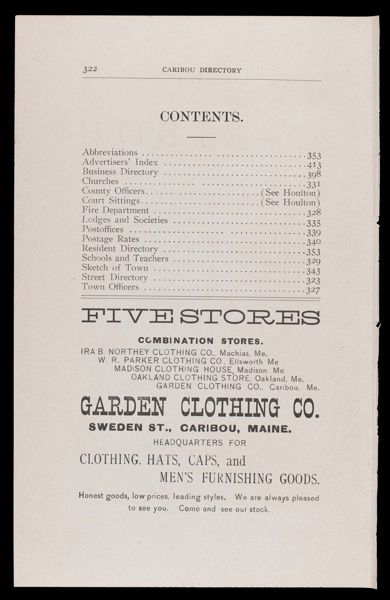 322 CARIBOU DIRECTORY
CONTENTS.
Abbreviations . . . . . . . . . . . . . . . . . . . . . . . . . . . . . 353
Advertisers' Index . . . . . . . . . . . . . . . . . . . . . . . . . . 413
Business Directory . . . . . . . . . . . . . . . . . . . . . . . . . . 398
Churches . . . . . . . . . . . . . . . . . . . . . . . . . . . . . . . 331
County Officers . . . . . . . . . . . . . . . . . . . . (See Houlton)
Court Sittings . . . . . . . . . . . . . . . . . . . . . (See Houlton)
Fire Department . . . . . . . . . . . . . . . . . . . . . . . . . . . 328
Lodges and Societies . . . . . . . . . . . . . . . . . . . . . . . . 335
Postoffices . . . . . . . . . . . . . . . . . . . . . . . . . . . . . . 339
Postage Rates . . . . . . . . . . . . . . . . . . . . . . . . . . . . 340
Resident Directory . . . . . . . . . . . . . . . . . . . . . . . . . . 353
Schools and Teachers . . . . . . . . . . . . . . . . . . . . . . . . 329
Sketch of Town . . . . . . . . . . . . . . . . . . . . . . . . . . . 343
Street Directory . . . . . . . . . . . . . . . . . . . . . . . . . . . 323
Town Officers . . . . . . . . . . . . . . . . . . . . . . . . . . . . 327
FIVE STORES
COMBINATION STORES.
IRA B. NORTHEY CLOTHING CO., Machias, Me.
W. R. PARKER CLOTHING CO., Ellsworth Me
MADISON CLOTHING HOUSE, Madison, Me.
OAKLAND CLOTHING STORE, Oakland, Me.
GARDEN CLOTHING CO., Caribou, Me.
GARDEN CLOTHING CO.
SWEDEN ST., CARIBOU, MAINE.
HEADQUARTERS FOR
CLOTHING, HATS, CAPS, and
MEN'S FURNISHING GOODS.
Honest goods, low prices, leading styles. We are always pleased
to see you. Come and see our stock.